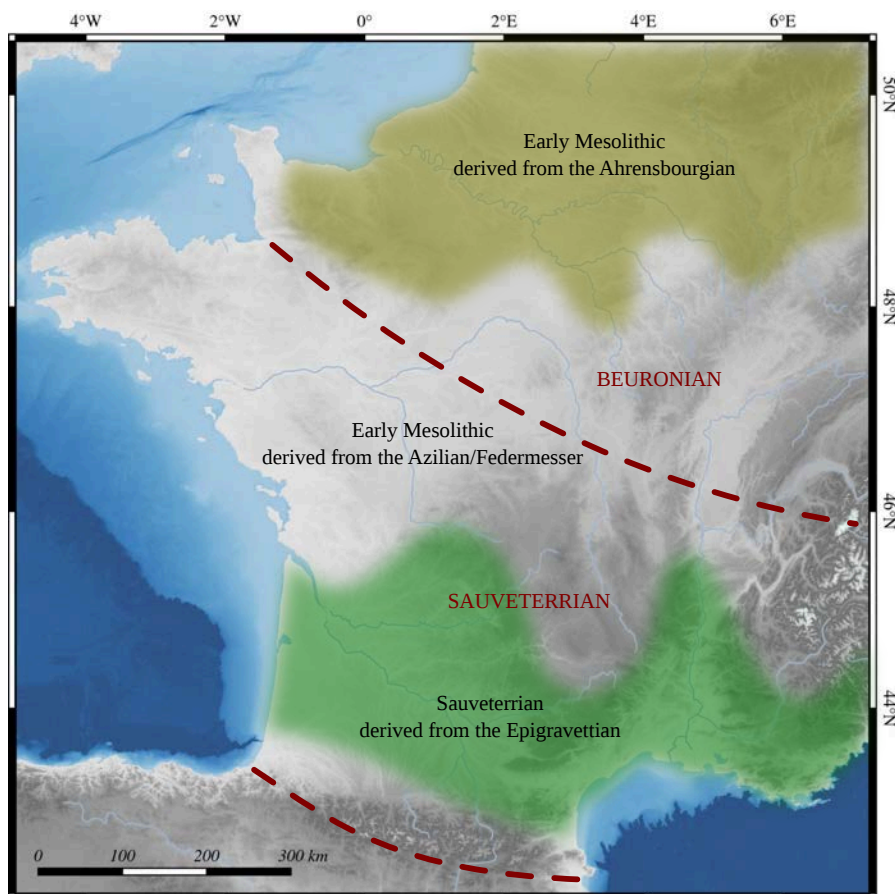 4°W 2°W 0° 2°E 4°E 6°E
50°N
Early Mesolithic
derived from the Ahrensbourgian
48°N
BEURONIAN
Early Mesolithic
derived from the Azilian/Federmesser
46°N
SAUVETERRIAN
44°N
Sauveterrian
derived from the Epigravettian
0 100 200 300 km